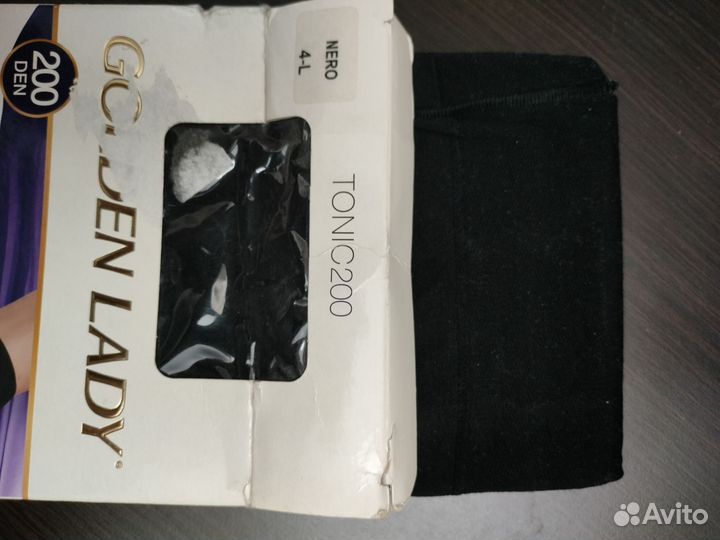 200
DEN
GOLDEN LADY®
NERO
4-L
TONIC200
Avito